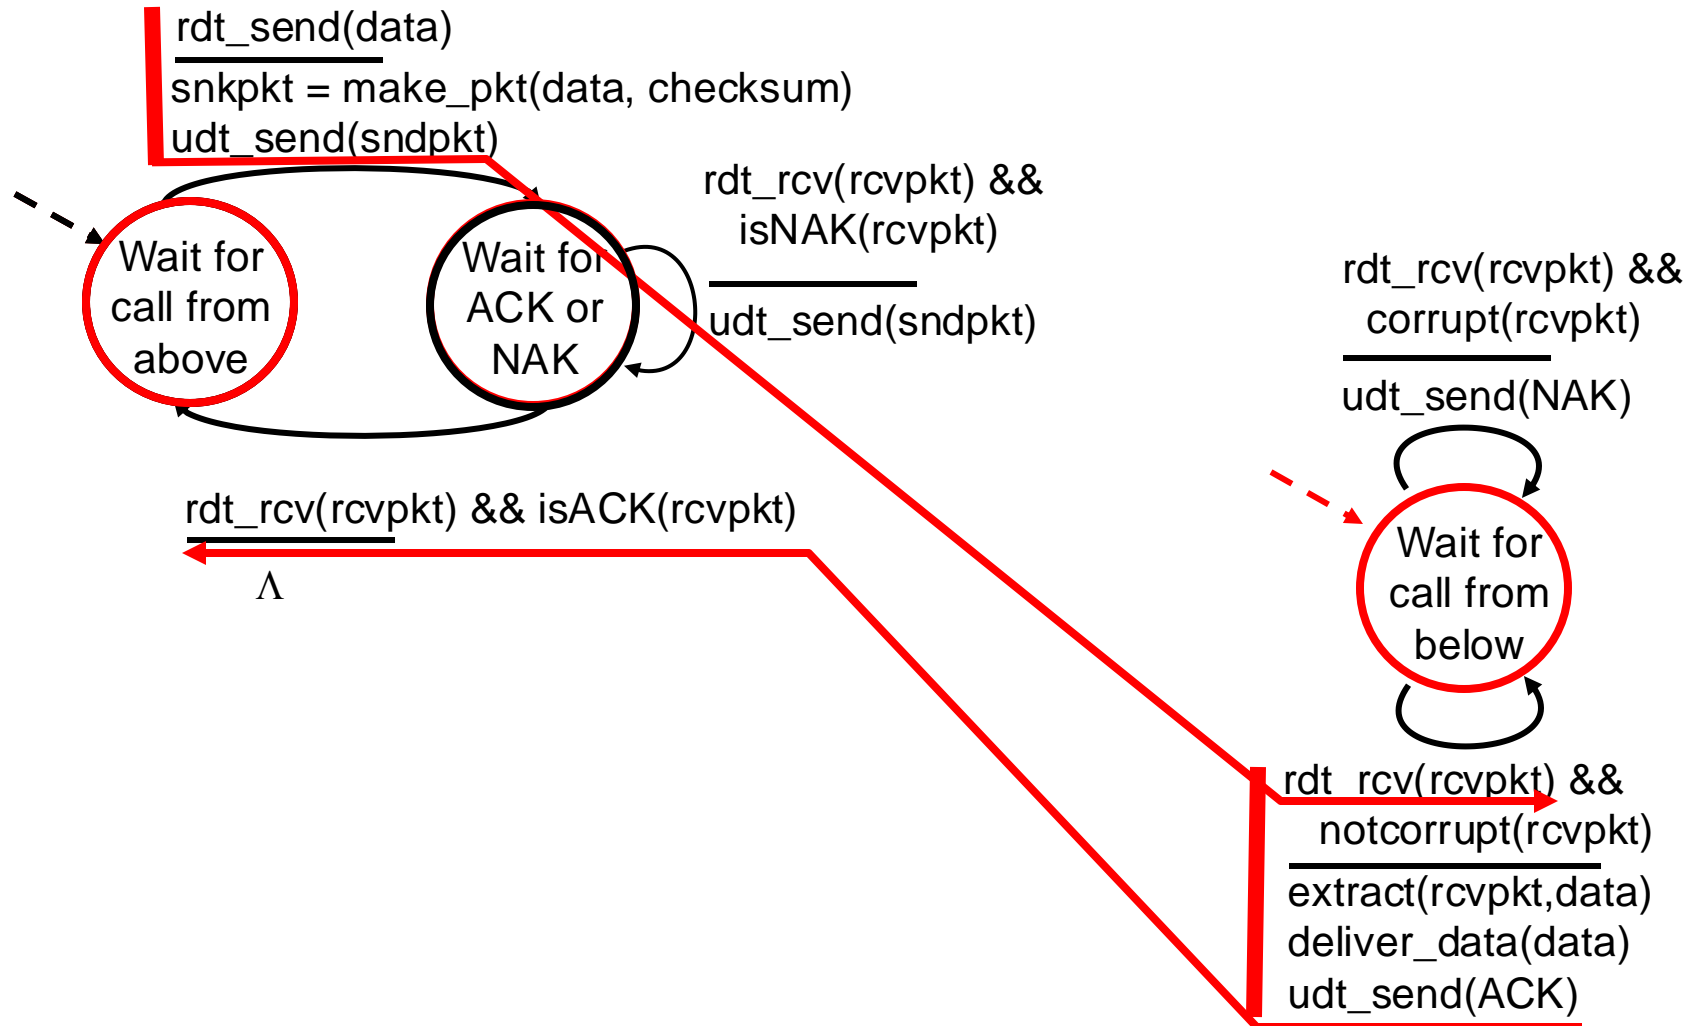 rdt_send(data)
snkpkt = make_pkt(data, checksum)
udt_send(sndpkt)
Wait for
call from
above
Wait for
ACK or
NAK
rdt_rcv(rcvpkt) &&
isNAK(rcvpkt)
udt_send(sndpkt)
rdt_rcv(rcvpkt) && isACK(rcvpkt)
Λ
rdt_rcv(rcvpkt) &&
corrupt(rcvpkt)
udt_send(NAK)
Wait for
call from
below
rdt_rcv(rcvpkt) &&
notcorrupt(rcvpkt)
extract(rcvpkt,data)
deliver_data(data)
udt_send(ACK)